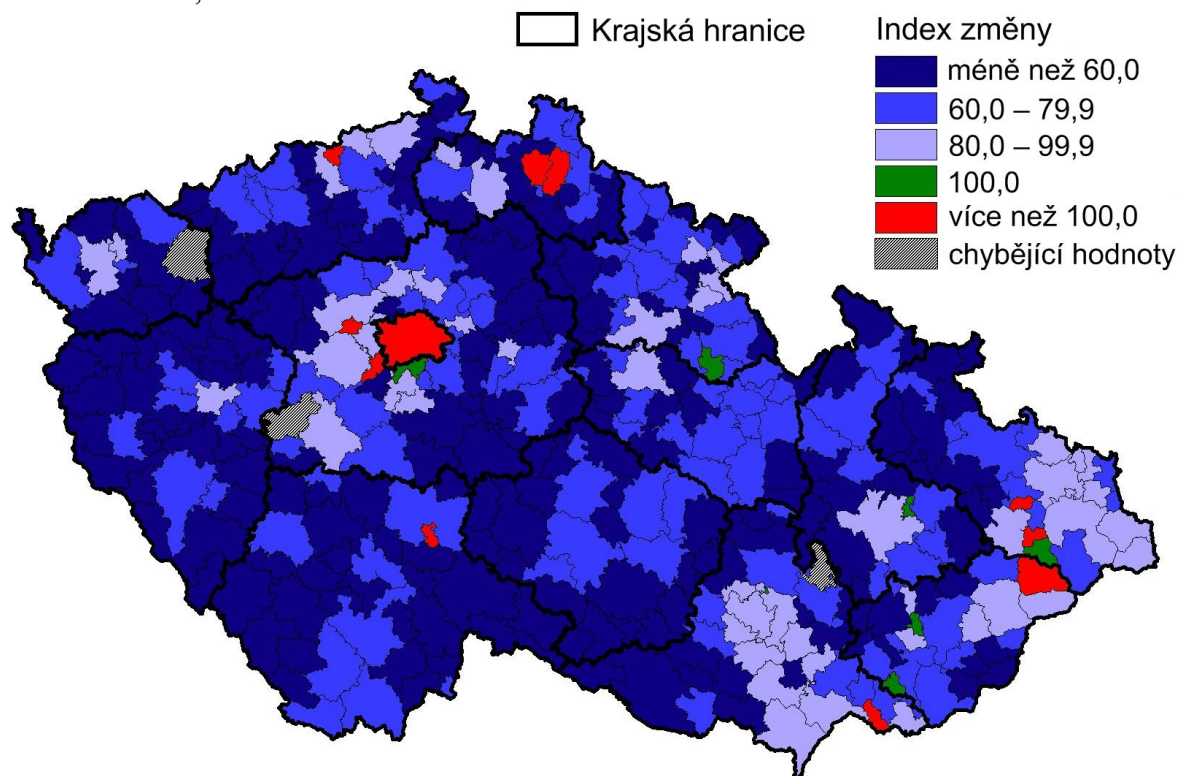 Krajská hranice
Index změny
méně než 60,0
60,0 – 79,9
80,0 – 99,9
100,0
více než 100,0
chybějící hodnoty